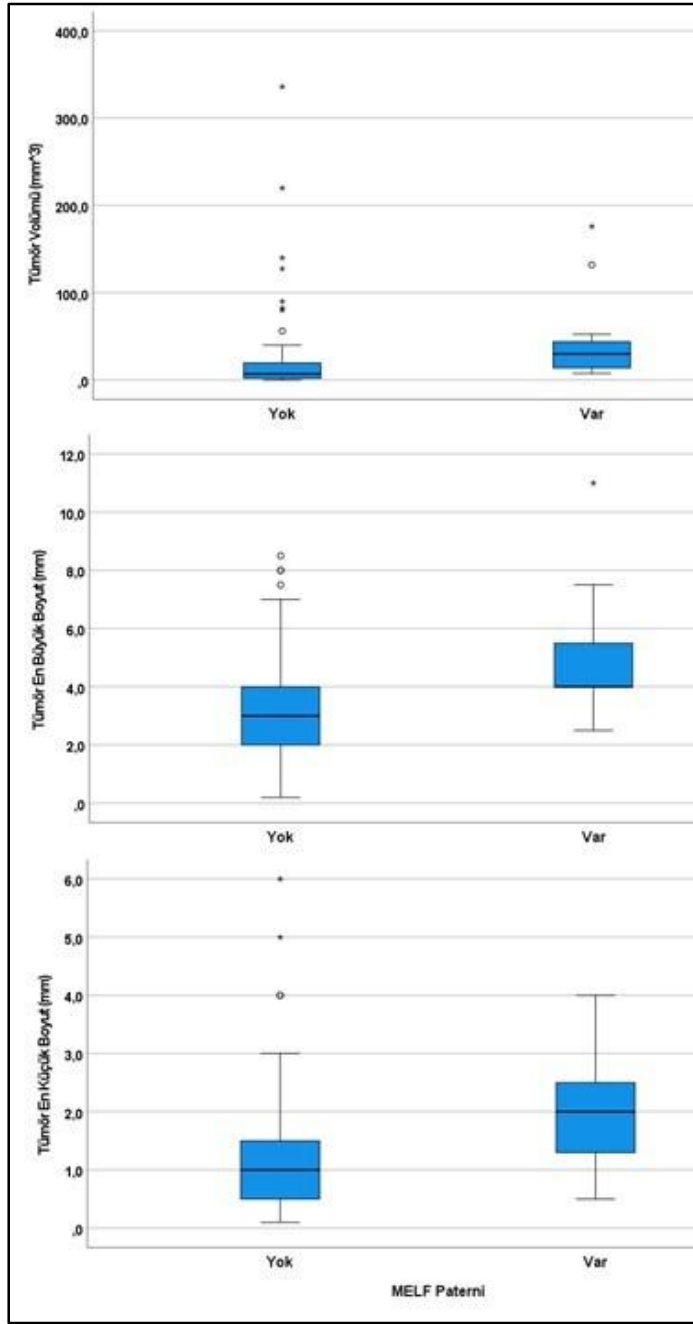 400,0
300,0
200,0
100,0
,0
Tümör Volümü (mm^3)
Yok
Var
12,0
10,0
8,0
6,0
4,0
2,0
,0
Tümör En Büyük Boyut (mm)
Yok
Var
6,0
5,0
4,0
3,0
2,0
1,0
,0
Tümör En Küçük Boyut (mm)
Yok
Var
MELF Paterni